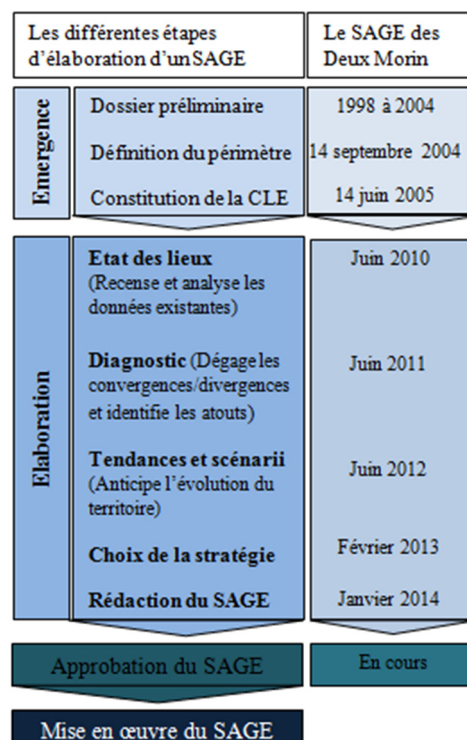 Les différentes étapes
d'élaboration d'un SAGE
Le SAGE des
Deux Morin
Emergence
Dossier préliminaire
1998 à 2004
Définition du périmètre
14 septembre 2004
Constitution de la CLE
14 juin 2005
Elaboration
Etat des lieux
(Recense et analyse les
données existantes)
Juin 2010
Diagnostic (Dégage les
convergences/divergences
et identifie les atouts)
Juin 2011
Tendances et scénarii
(Anticipe l'évolution du
territoire)
Juin 2012
Choix de la stratégie
Février 2013
Rédaction du SAGE
Janvier 2014
Approbation du SAGE
En cours
Mise en œuvre du SAGE